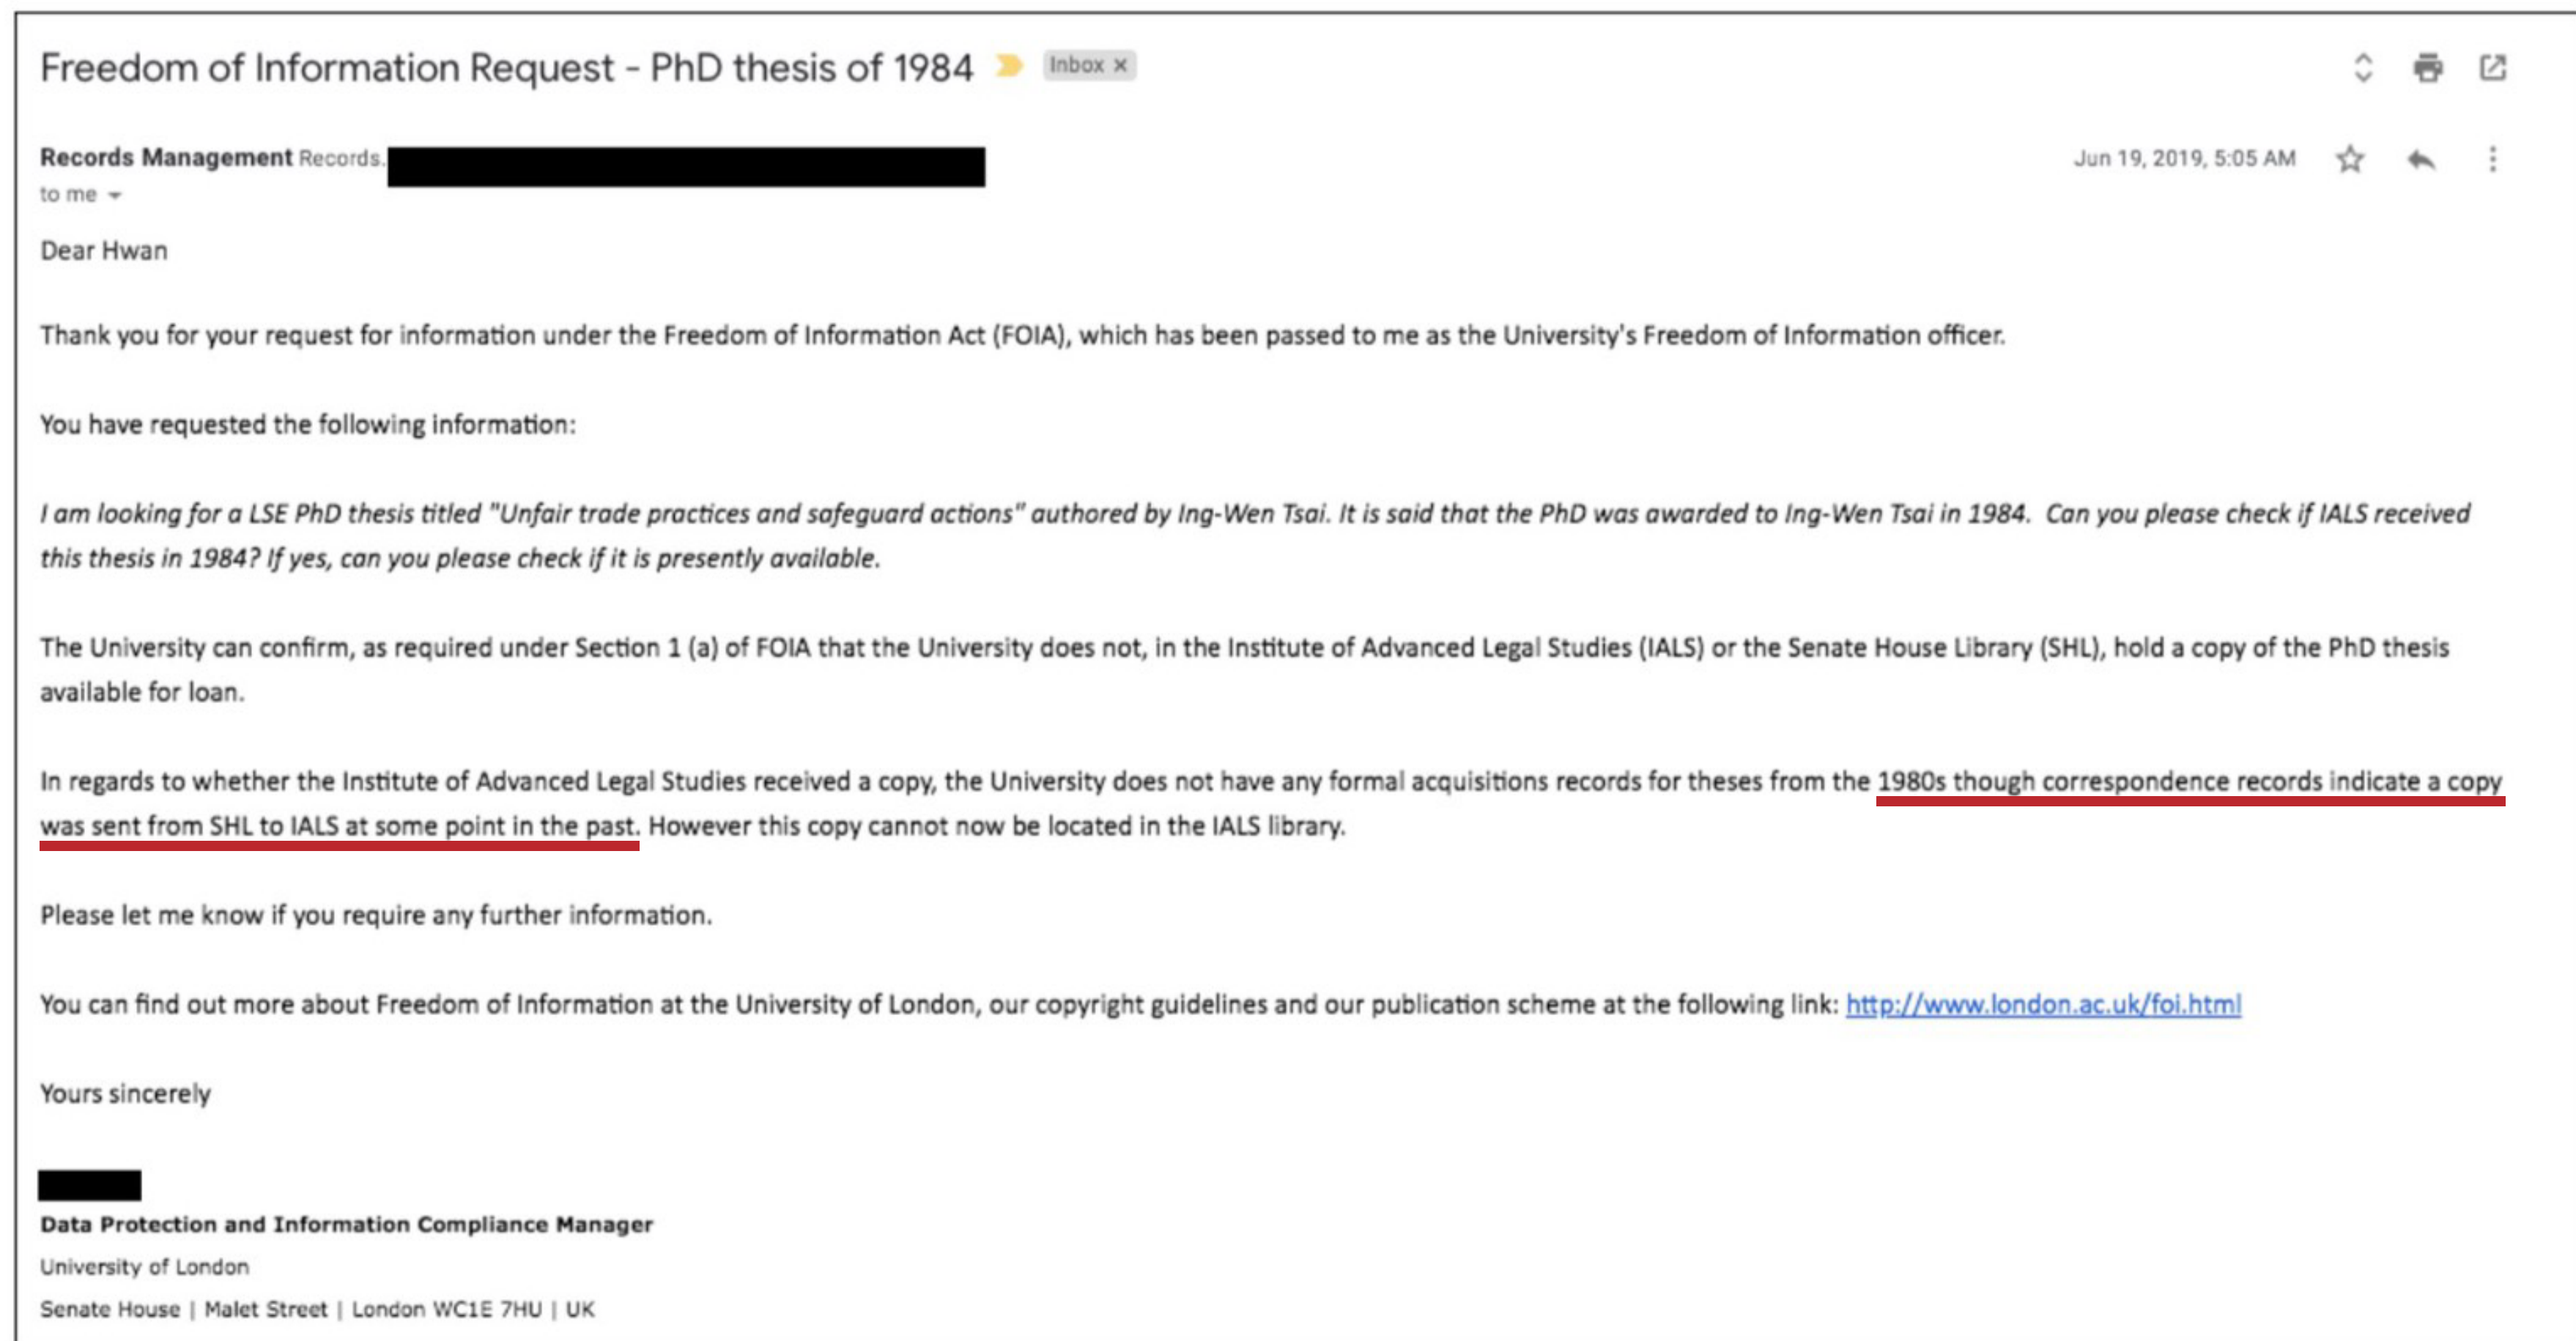 Freedom of Information Request - PhD thesis of 1984 Inbox ×
Records Management Records.
Jun 19, 2019, 5:05 AM
to me
Dear Hwan
Thank you for your request for information under the Freedom of Information Act (FOIA), which has been passed to me as the University's Freedom of Information officer.
You have requested the following information:
I am looking for a LSE PhD thesis titled "Unfair trade practices and safeguard actions" authored by Ing-Wen Tsai. It is said that the PhD was awarded to Ing-Wen Tsai in 1984. Can you please check if IALS received
this thesis in 1984? If yes, can you please check if it is presently available.
The University can confirm, as required under Section 1 (a) of FOIA that the University does not, in the Institute of Advanced Legal Studies (IALS) or the Senate House Library (SHL), hold a copy of the PhD thesis
available for loan.
In regards to whether the Institute of Advanced Legal Studies received a copy, the University does not have any formal acquisitions records for theses from the 1980s though correspondence records indicate a copy
was sent from SHL to IALS at some point in the past. However this copy cannot now be located in the IALS library.
Please let me know if you require any further information.
You can find out more about Freedom of Information at the University of London, our copyright guidelines and our publication scheme at the following link: http://www.london.ac.uk/foi.html
Yours sincerely
Data Protection and Information Compliance Manager
University of London
Senate House | Malet Street | London WC1E 7HU | UK